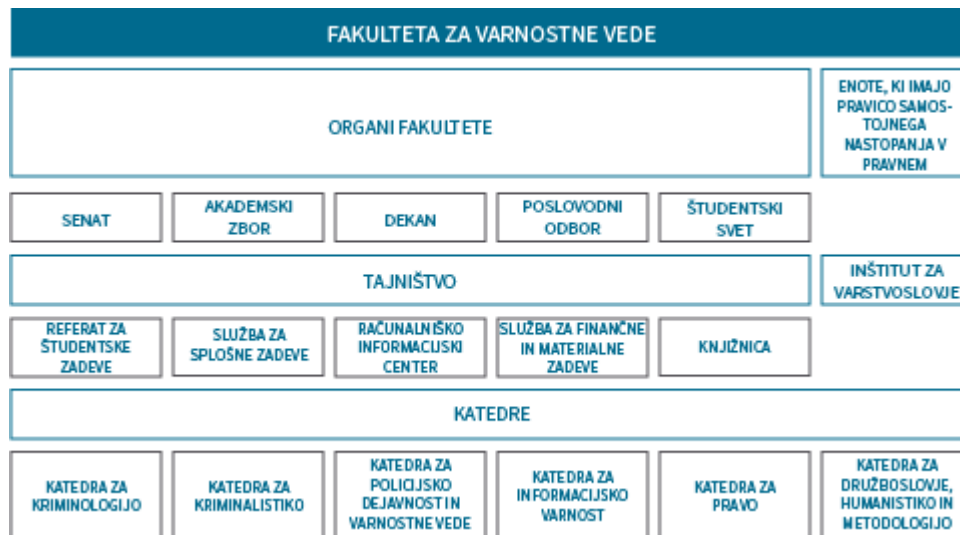 FAKULTETA ZA VARNOSTNE VEDE
ORGANI FAKULTETE
ENOTE, KI IMAJO
PRAVICO SAMOS-
TOJNEGA
NASTOPANJA V
PRAVNEM
SENAT
AKADEMSKI
ZBOR
DEKAN
POSLOVODNI
ODBOR
ŠTUDENTSKI
SVET
TAJNIŠTVO
INŠTITUT ZA
VARSTVOSLOVJE
REFERAT ZA
ŠTUDENTSKE
ZADEVE
SLUŽBA ZA
SPLOŠNE ZADEVE
RAČUNALNIŠKO
INFORMACIJSKI
CENTER
SLUŽBA ZA FINANČNE
IN MATERIALNE
ZADEVE
KNJIŽNICA
KATEDRE
KATEDRA ZA
KRIMINOLOGIJO
KATEDRA ZA
KRIMINALISTIKO
KATEDRA ZA
POLICIJSKO
DEJAVNOST IN
VARNOSTNE VEDE
KATEDRA ZA
INFORMACIJSKO
VARNOST
KATEDRA ZA
PRAVO
KATEDRA ZA
DRUŽBOSLOVJE,
HUMANISTIKO IN
METODOLOGIJO